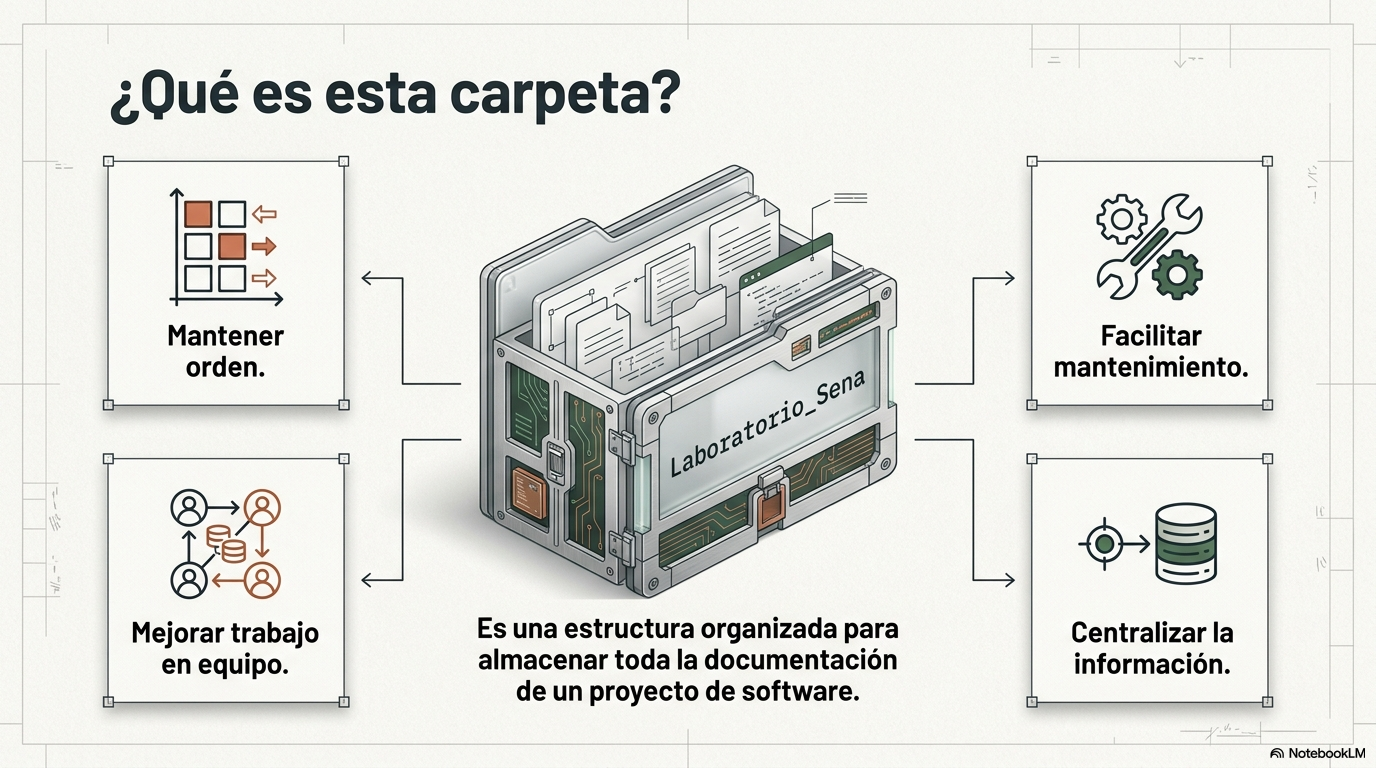 ¿Qué es esta carpeta?
Mantener
orden.
Facilitar
mantenimiento.
Laboratorio_Sena
Mejorar trabajo
en equipo.
Centralizar la
información.
Es una estructura organizada para
almacenar toda la documentación
de un proyecto de software.
NotebookLM